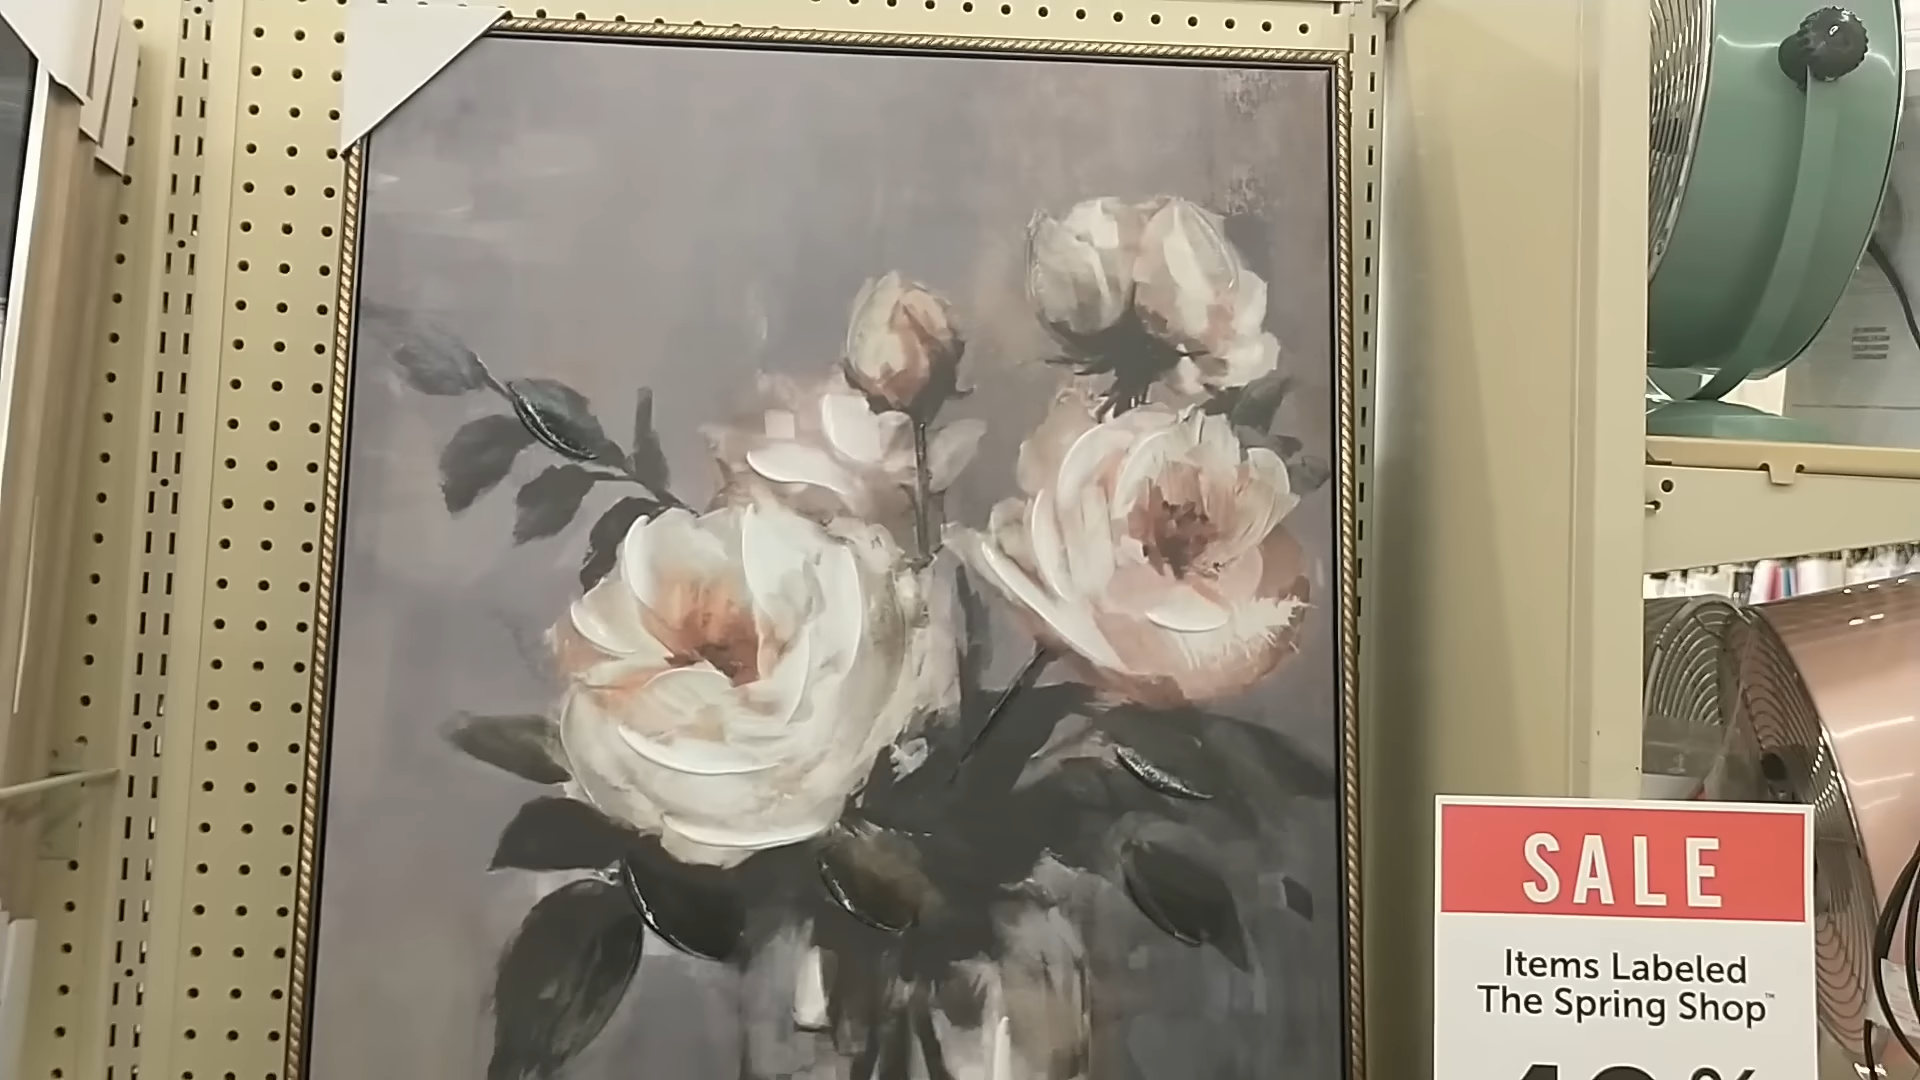 SALE
Items Labeled
The Spring Shop™